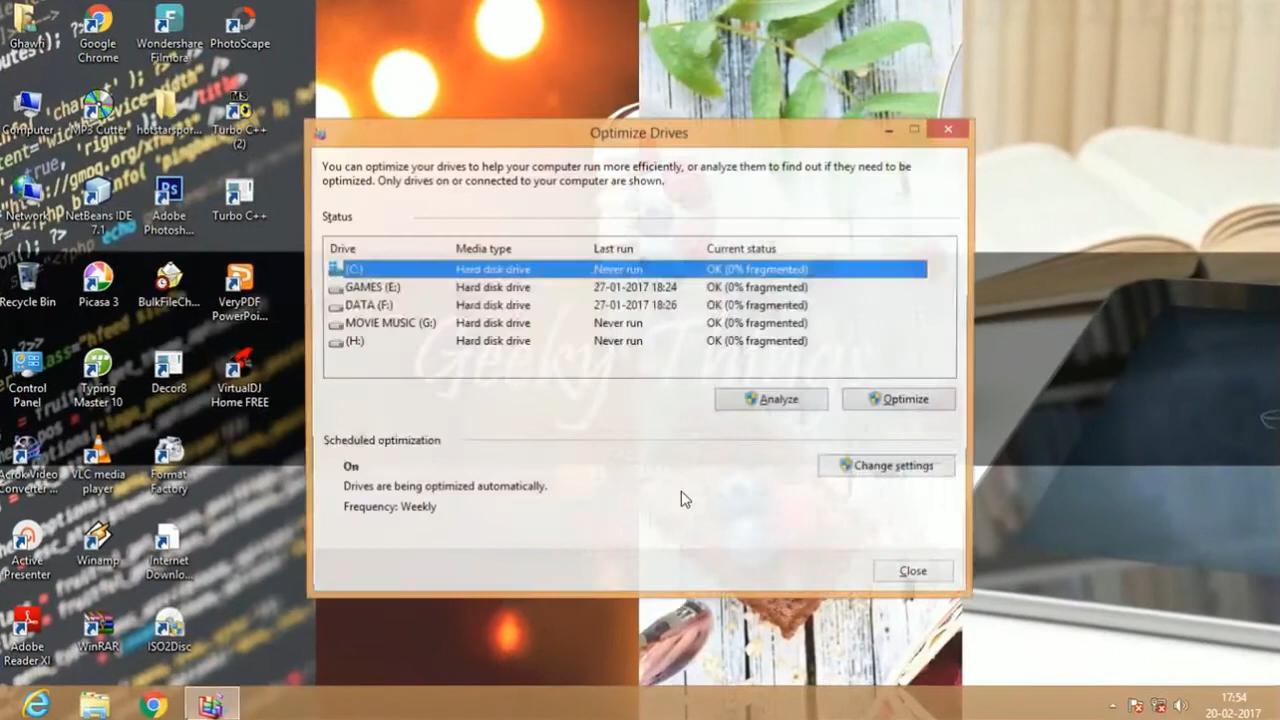 Optimize Drives
You can optimize your drives to help your computer run more efficiently, or analyze them to find out if they need to be
optimized. Only drives on or connected to your computer are shown.
Status
Drive Media type Last run Current status
(C:) Hard disk drive Never run OK (0% fragmented)
GAMES (E:) Hard disk drive 27-01-2017 18:24 OK (0% fragmented)
DATA (F:) Hard disk drive 27-01-2017 18:26 OK (0% fragmented)
MOVIE MUSIC (G:) Hard disk drive Never run OK (0% fragmented)
(H:) Hard disk drive Never run OK (0% fragmented)
Analyze Optimize
Scheduled optimization
On
Change settings
Drives are being optimized automatically.
Frequency: Weekly
Close
Google
Chrome
Wondershare
Filmora
PhotoScape
Computer
MP3 Cutter
hotstarspor...
Turbo C++
(2)
Network
NetBeans IDE
7.1
Adobe
Photosh...
Turbo C++
Recycle Bin
Picasa 3
BulkFileCh...
VeryPDF
PowerPoi...
Control
Panel
Typing
Master 10
Decor8
VirtualDJ
Home FREE
VLC media
player
Format
Factory
Active
Presenter
Winamp
Internet
Downlo...
Adobe
Reader XI
WinRAR
ISO2Disc
17:54
20-02-2017